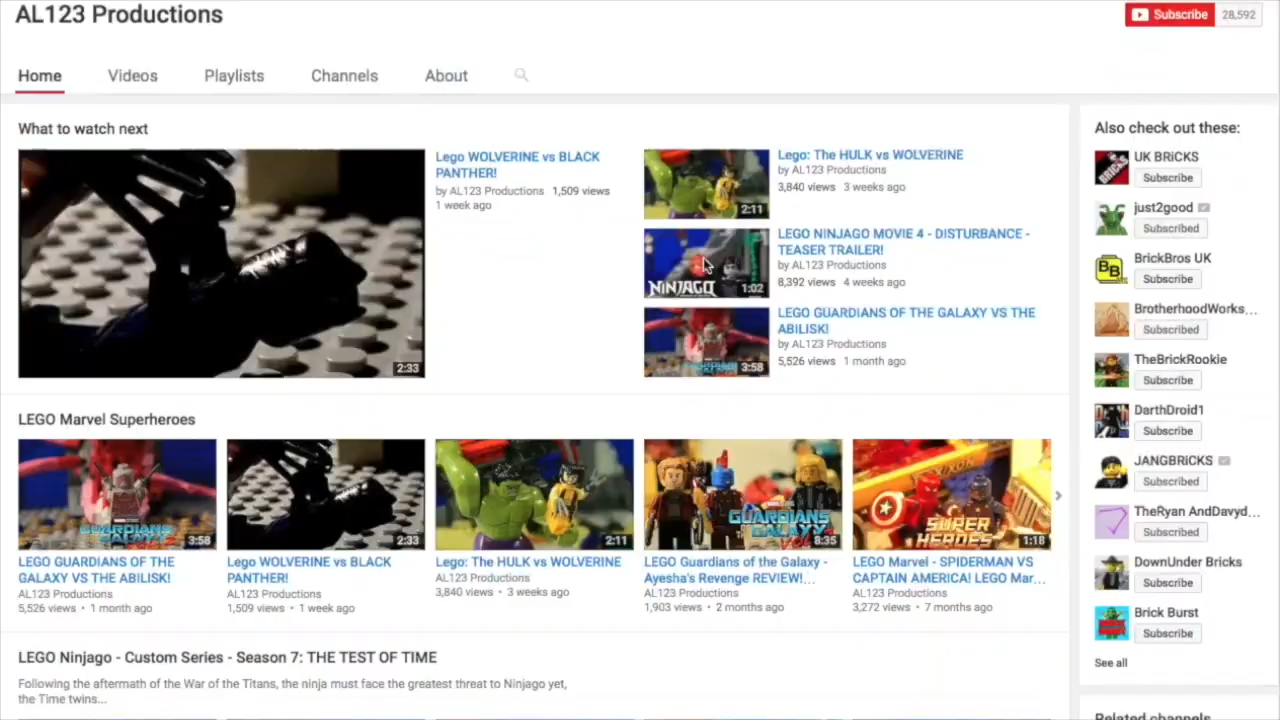 AL123 Productions
Subscribe 28,592
Home Videos Playlists Channels About
What to watch next
2:33
Lego WOLVERINE vs BLACK
PANTHER!
by AL123 Productions 1,509 views
1 week ago
2:11
Lego: The HULK vs WOLVERINE
by AL123 Productions
3,840 views 3 weeks ago
NINJAGO
1:02
LEGO NINJAGO MOVIE 4 - DISTURBANCE -
TEASER TRAILER!
by AL123 Productions
8,392 views 4 weeks ago
3:58
LEGO GUARDIANS OF THE GALAXY VS THE
ABILISK!
by AL123 Productions
5,526 views 1 month ago
LEGO Marvel Superheroes
GUARDIANS
3:58
LEGO GUARDIANS OF THE
GALAXY VS THE ABILISK!
AL123 Productions
5,526 views • 1 month ago
2:33
Lego WOLVERINE vs BLACK
PANTHER!
AL123 Productions
1,509 views • 1 week ago
2:11
Lego: The HULK vs WOLVERINE
AL123 Productions
3,840 views • 3 weeks ago
GUARDIANS
8:35
LEGO Guardians of the Galaxy -
Ayesha's Revenge REVIEW!...
AL123 Productions
1,903 views • 2 months ago
SUPER
HEROES
1:18
LEGO Marvel - SPIDERMAN VS
CAPTAIN AMERICA! LEGO Mar...
AL123 Productions
3,272 views • 7 months ago
LEGO Ninjago - Custom Series - Season 7: THE TEST OF TIME
Following the aftermath of the War of the Titans, the ninja must face the greatest threat to Ninjago yet,
the Time twins...
Also check out these:
BRICKS
UK BRiCKS
Subscribe
just2good
Subscribed
BB
BrickBros UK
Subscribe
BrotherhoodWorks...
Subscribed
TheBrickRookie
Subscribe
DarthDroid1
Subscribe
JANGBRiCKS
Subscribed
TheRyan AndDavyd...
Subscribed
DownUnder Bricks
Subscribe
Brick Burst
Subscribe
See all
Related channels